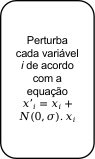 Perturba
cada variável
i de acordo
com a
equação
x'ᵢ = xᵢ +
N(0, σ). xᵢ